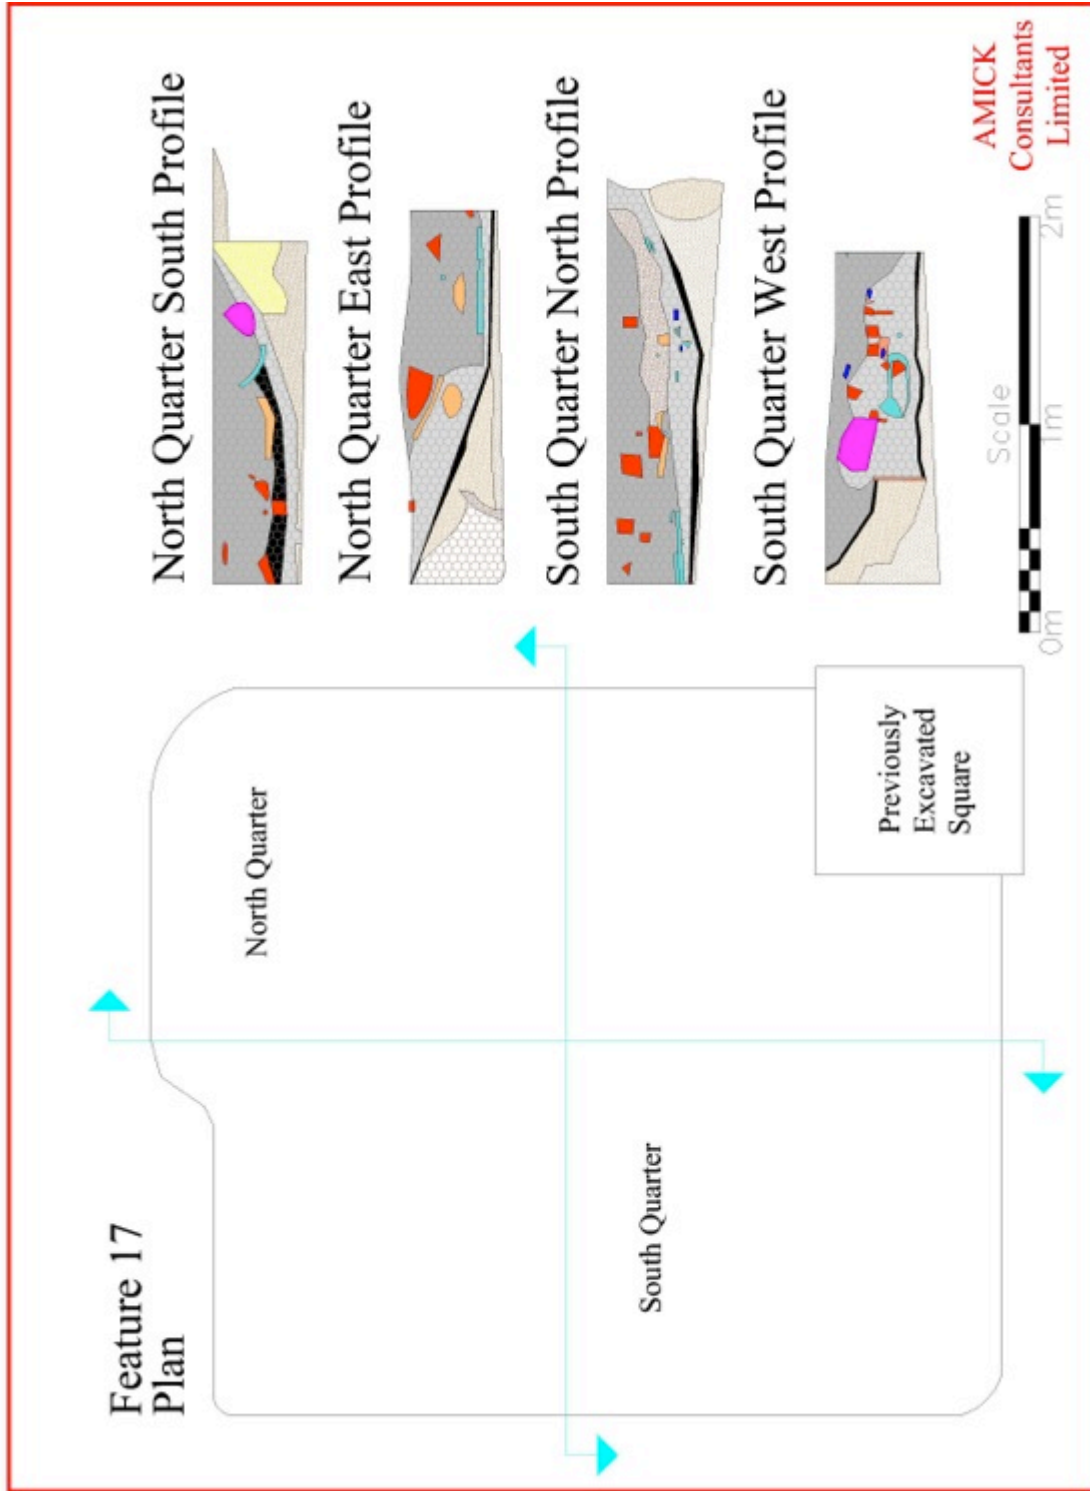 Feature 17
Plan
North Quarter
South Quarter
Previously
Excavated
Square
North Quarter South Profile
North Quarter East Profile
South Quarter North Profile
South Quarter West Profile
Scale
0m
1m
2m
AMICK
Consultants
Limited